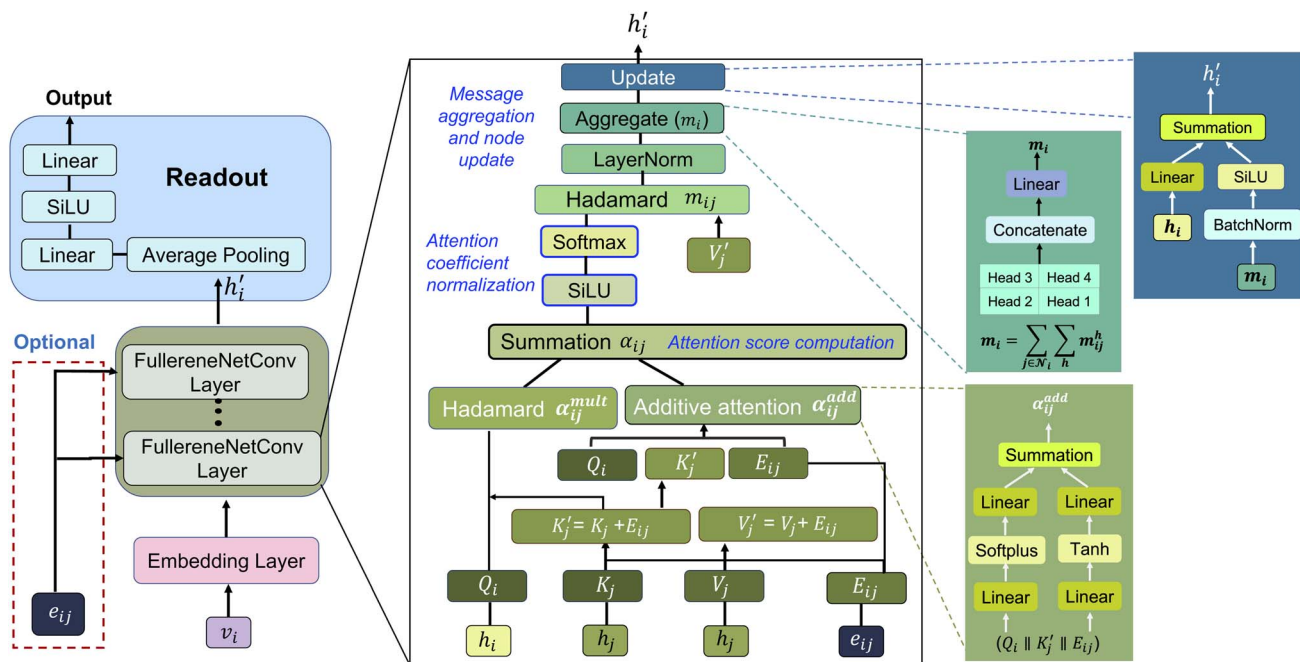 Output
Linear
SiLU
Linear
Readout
Average Pooling
h′_i
Optional
FullereneNetConv
Layer
FullereneNetConv
Layer
Embedding Layer
e_ij
v_i
h′_i
Update
Message
aggregation
and node
update
Aggregate (m_i)
LayerNorm
Hadamard m_ij
Softmax
V′_j
Attention
coefficient
normalization
SiLU
Summation α_ij Attention score computation
Hadamard α_ij^mult
Additive attention α_ij^add
Q_i
K′_j
E_ij
K′_j = K_j + E_ij
V′_j = V_j + E_ij
Q_i
K_j
V_j
E_ij
h_i
h_j
h_j
e_ij
m_i
Linear
Concatenate
Head 3
Head 4
Head 2
Head 1
m_i = ∑_{j∈𝒩_i} ∑_h m_ij^h
h′_i
Summation
Linear
SiLU
h_i
BatchNorm
m_i
α_ij^add
Summation
Linear
Linear
Softplus
Tanh
Linear
Linear
(Q_i ∥ K′_j ∥ E_ij)